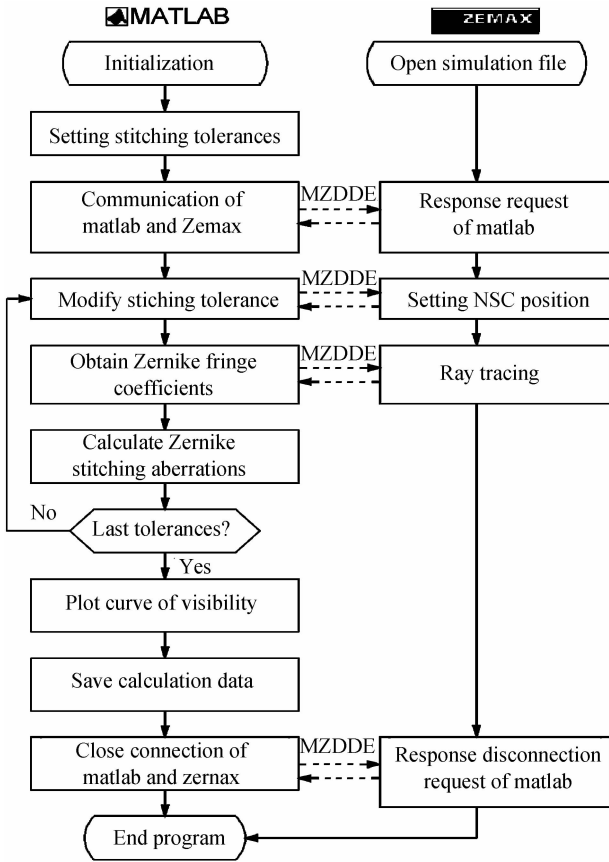 MATLAB
ZEMAX
Initialization
Open simulation file
Setting stitching tolerances
Communication of
matlab and Zemax
MZDDE
Response request
of matlab
Modify stiching tolerance
MZDDE
Setting NSC position
Obtain Zernike fringe
coefficients
MZDDE
Ray tracing
Calculate Zernike
stitching aberrations
No
Last tolerances?
Yes
Plot curve of visibility
Save calculation data
Close connection of
matlab and zernax
MZDDE
Response disconnection
request of matlab
End program